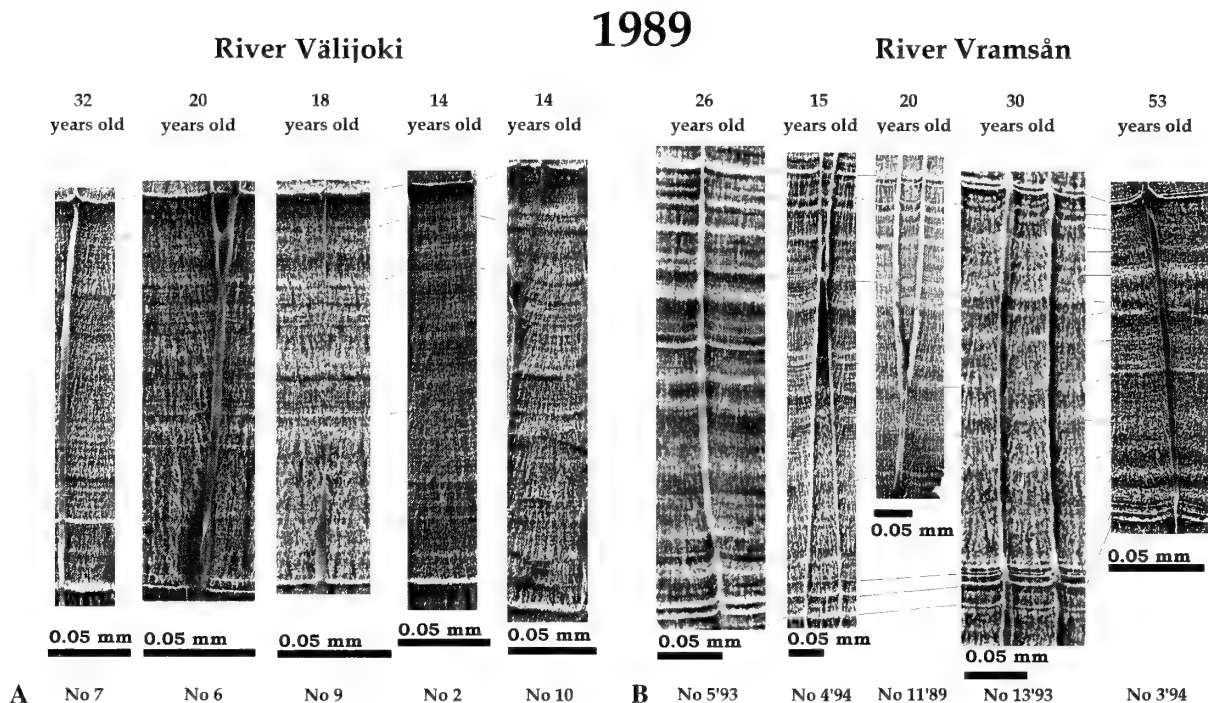 1989
River Välijoki
River Vramsån
32 years old
20 years old
18 years old
14 years old
14 years old
26 years old
15 years old
20 years old
30 years old
53 years old
0.05 mm
0.05 mm
0.05 mm
0.05 mm
0.05 mm
0.05 mm
0.05 mm
0.05 mm
0.05 mm
0.05 mm
A
No 7
No 6
No 9
No 2
No 10
B
No 5'93
No 4'94
No 11'89
No 13'93
No 3'94